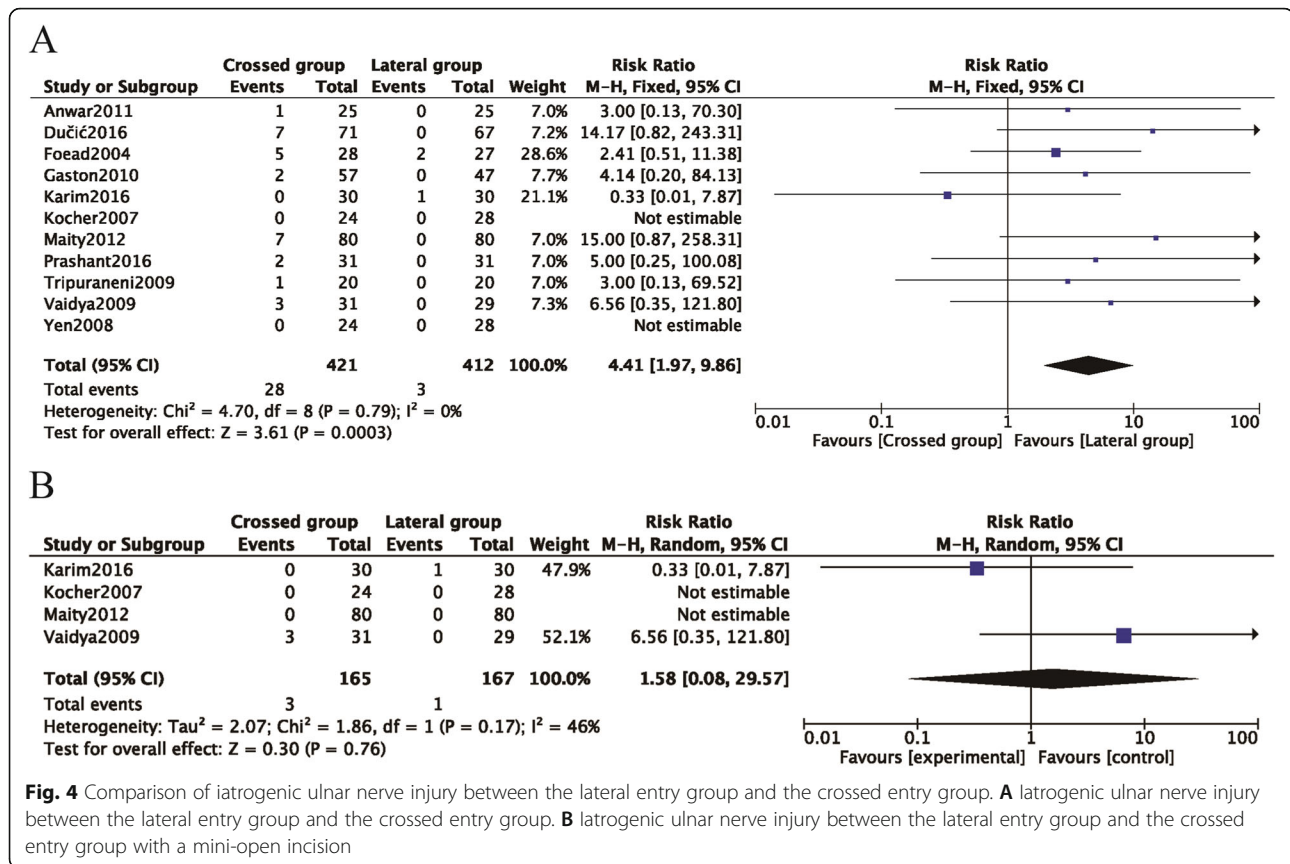 A
Crossed group Lateral group Risk Ratio Risk Ratio
Study or Subgroup Events Total Events Total Weight M-H, Fixed, 95% CI M-H, Fixed, 95% CI
Anwar2011 1 25 0 25 7.0% 3.00 [0.13, 70.30]
Dučić2016 7 71 0 67 7.2% 14.17 [0.82, 243.31]
Foead2004 5 28 2 27 28.6% 2.41 [0.51, 11.38]
Gaston2010 2 57 0 47 7.7% 4.14 [0.20, 84.13]
Karim2016 0 30 1 30 21.1% 0.33 [0.01, 7.87]
Kocher2007 0 24 0 28 Not estimable
Maity2012 7 80 0 80 7.0% 15.00 [0.87, 258.31]
Prashant2016 2 31 0 31 7.0% 5.00 [0.25, 100.08]
Tripuraneni2009 1 20 0 20 7.0% 3.00 [0.13, 69.52]
Vaidya2009 3 31 0 29 7.3% 6.56 [0.35, 121.80]
Yen2008 0 24 0 28 Not estimable
Total (95% CI) 421 412 100.0% 4.41 [1.97, 9.86]
Total events 28 3
Heterogeneity: Chi² = 4.70, df = 8 (P = 0.79); I² = 0%
Test for overall effect: Z = 3.61 (P = 0.0003)
0.01 0.1 1 10 100
Favours [Crossed group] Favours [Lateral group]
B
Crossed group Lateral group Risk Ratio Risk Ratio
Study or Subgroup Events Total Events Total Weight M-H, Random, 95% CI M-H, Random, 95% CI
Karim2016 0 30 1 30 47.9% 0.33 [0.01, 7.87]
Kocher2007 0 24 0 28 Not estimable
Maity2012 0 80 0 80 Not estimable
Vaidya2009 3 31 0 29 52.1% 6.56 [0.35, 121.80]
Total (95% CI) 165 167 100.0% 1.58 [0.08, 29.57]
Total events 3 1
Heterogeneity: Tau² = 2.07; Chi² = 1.86, df = 1 (P = 0.17); I² = 46%
Test for overall effect: Z = 0.30 (P = 0.76)
0.01 0.1 1 10 100
Favours [experimental] Favours [control]
Fig. 4 Comparison of iatrogenic ulnar nerve injury between the lateral entry group and the crossed entry group. A Iatrogenic ulnar nerve injury
between the lateral entry group and the crossed entry group. B Iatrogenic ulnar nerve injury between the lateral entry group and the crossed
entry group with a mini-open incision